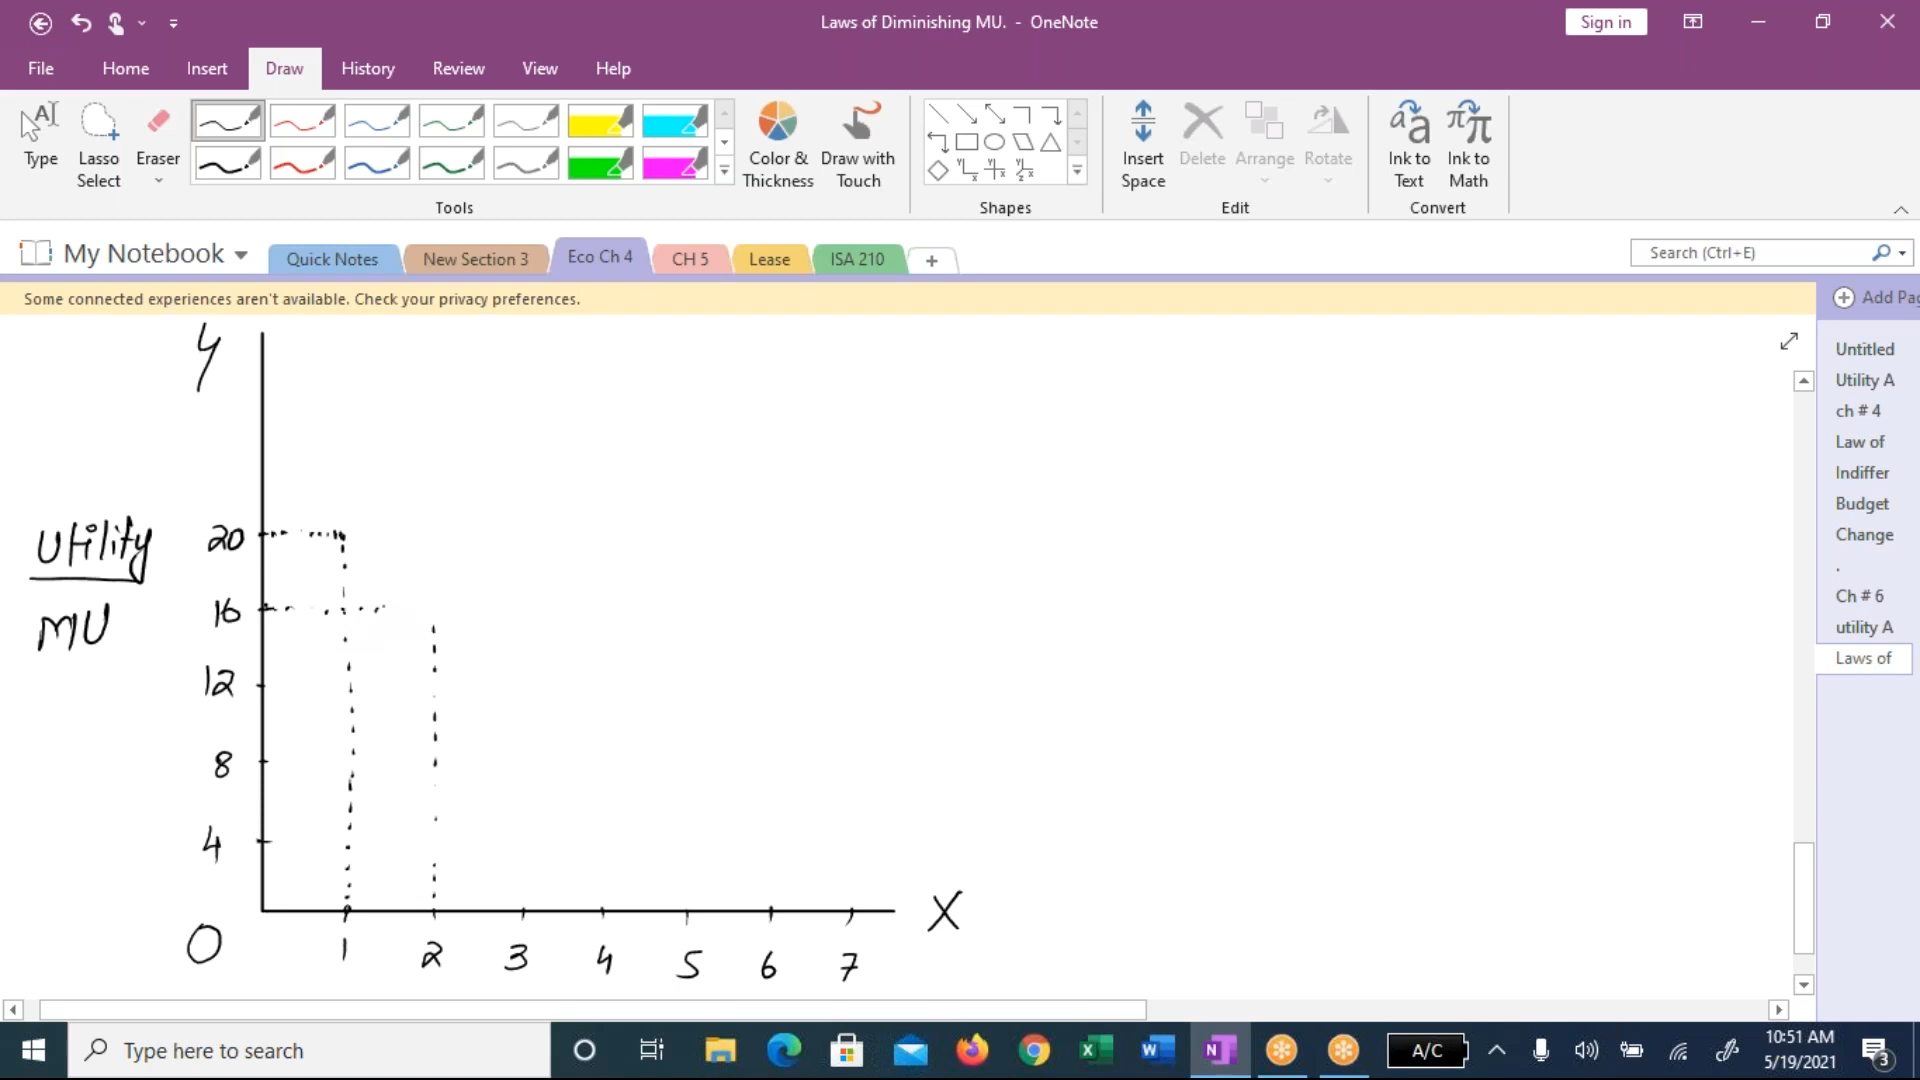 Laws of Diminishing MU. - OneNote
Sign in
File Home Insert Draw History Review View Help
Type
Lasso Select
Eraser
Color & Thickness
Draw with Touch
Insert Space
Delete
Arrange
Rotate
Ink to Text
Ink to Math
Tools Shapes Edit Convert
My Notebook Quick Notes New Section 3 Eco Ch 4 CH 5 Lease ISA 210
Search (Ctrl+E)
Some connected experiences aren't available. Check your privacy preferences.
Add Pag
Untitled
Utility A
ch # 4
Law of
Indiffer
Budget
Change
.
Ch # 6
utility A
Laws of
y
Utility
MU
20
16
12
8
4
0
1 2 3 4 5 6 7
X
Type here to search
A/C
10:51 AM
5/19/2021
3